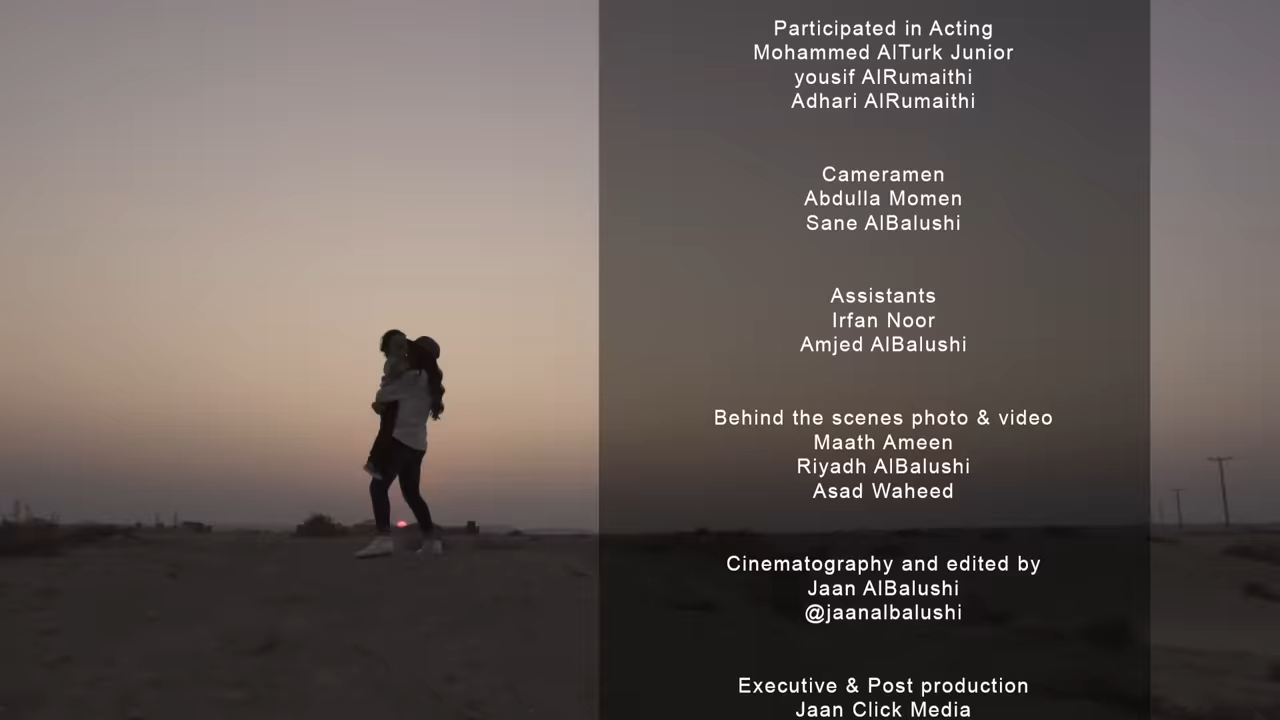 Participated in Acting
Mohammed AlTurk Junior
yousif AlRumaithi
Adhari AlRumaithi
Cameramen
Abdulla Momen
Sane AlBalushi
Assistants
Irfan Noor
Amjed AlBalushi
Behind the scenes photo & video
Maath Ameen
Riyadh AlBalushi
Asad Waheed
Cinematography and edited by
Jaan AlBalushi
@jaanalbalushi
Executive & Post production
Jaan Click Media